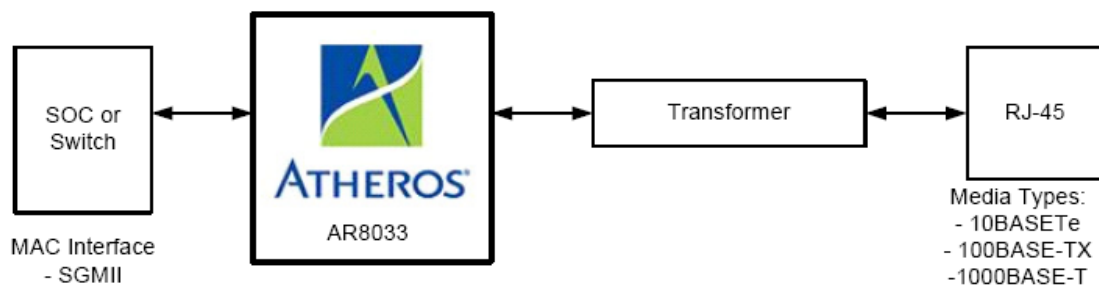 SOC or
Switch
MAC Interface
- SGMII
ATHEROS®
AR8033
Transformer
RJ-45
Media Types:
- 10BASETe
- 100BASE-TX
-1000BASE-T